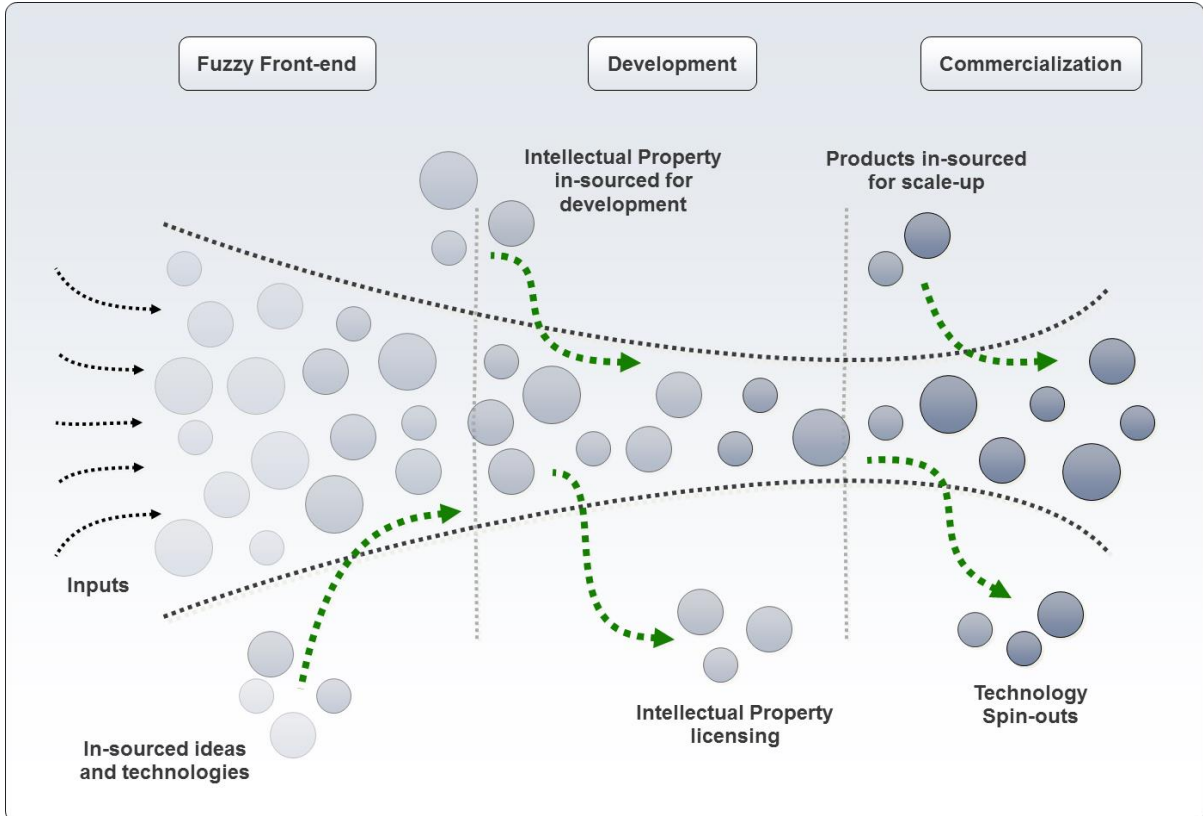 Fuzzy Front-end
Development
Commercialization
Intellectual Property
in-sourced for
development
Products in-sourced
for scale-up
Inputs
In-sourced ideas
and technologies
Intellectual Property
licensing
Technology
Spin-outs